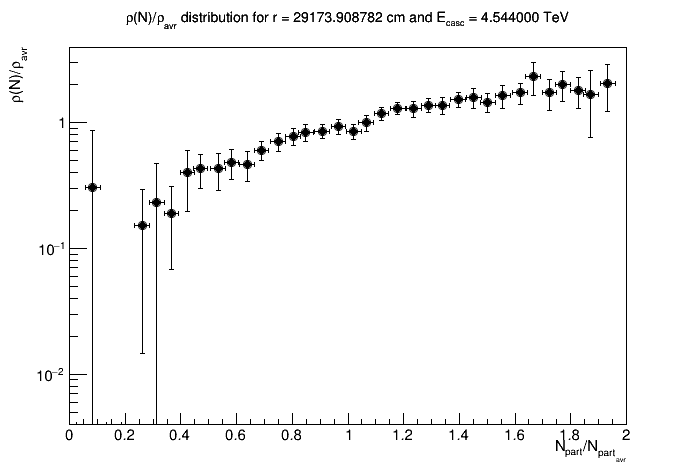 ρ(N)/ρavr distribution for r = 29173.908782 cm and Ecasc = 4.544000 TeV
ρ(N)/ρavr
1
10−1
10−2
0 0.2 0.4 0.6 0.8 1 1.2 1.4 1.6 1.8 2
Npart/Npartavr